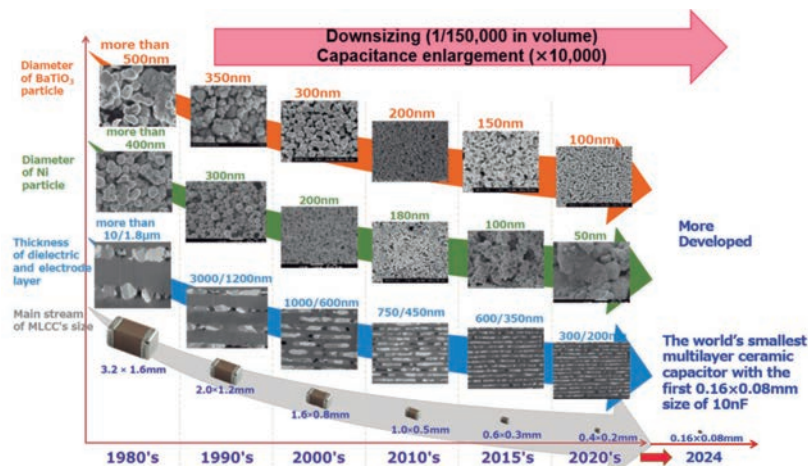 Downsizing (1/150,000 in volume)
Capacitance enlargement (×10,000)
Diameter
of BaTiO3
particle
more than
500nm
350nm
300nm
200nm
150nm
100nm
Diameter
of Ni
particle
more than
400nm
300nm
200nm
180nm
100nm
50nm
More
Developed
Thickness
of dielectric
and electrode
layer
more than
10/1.8μm
3000/1200nm
1000/600nm
750/450nm
600/350nm
300/200nm
Main stream
of MLCC's size
3.2 × 1.6mm
2.0×1.2mm
1.6×0.8mm
1.0×0.5mm
0.6×0.3mm
0.4×0.2mm
0.16×0.08mm
The world's smallest
multilayer ceramic
capacitor with the
first 0.16×0.08mm
size of 10nF
1980's
1990's
2000's
2010's
2015's
2020's
2024